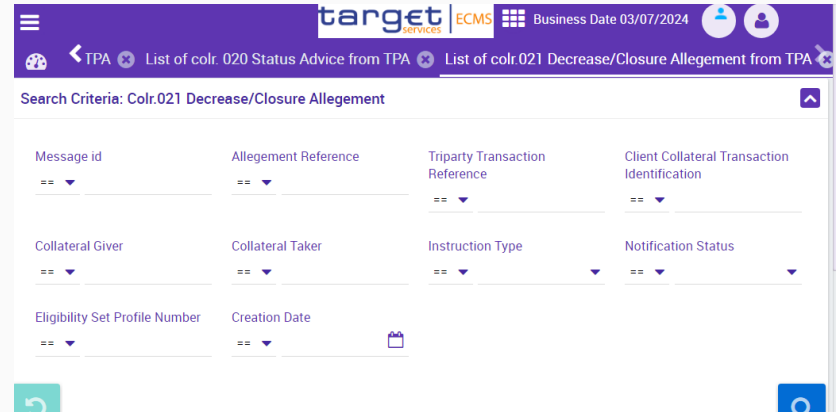 target
services
ECMS
Business Date 03/07/2024
TPA
List of colr. 020 Status Advice from TPA
List of colr.021 Decrease/Closure Allegement from TPA
Search Criteria: Colr.021 Decrease/Closure Allegement
Message id
Allegement Reference
Triparty Transaction
Reference
Client Collateral Transaction
Identification
==
==
==
==
Collateral Giver
Collateral Taker
Instruction Type
Notification Status
==
==
==
==
Eligibility Set Profile Number
Creation Date
==
==